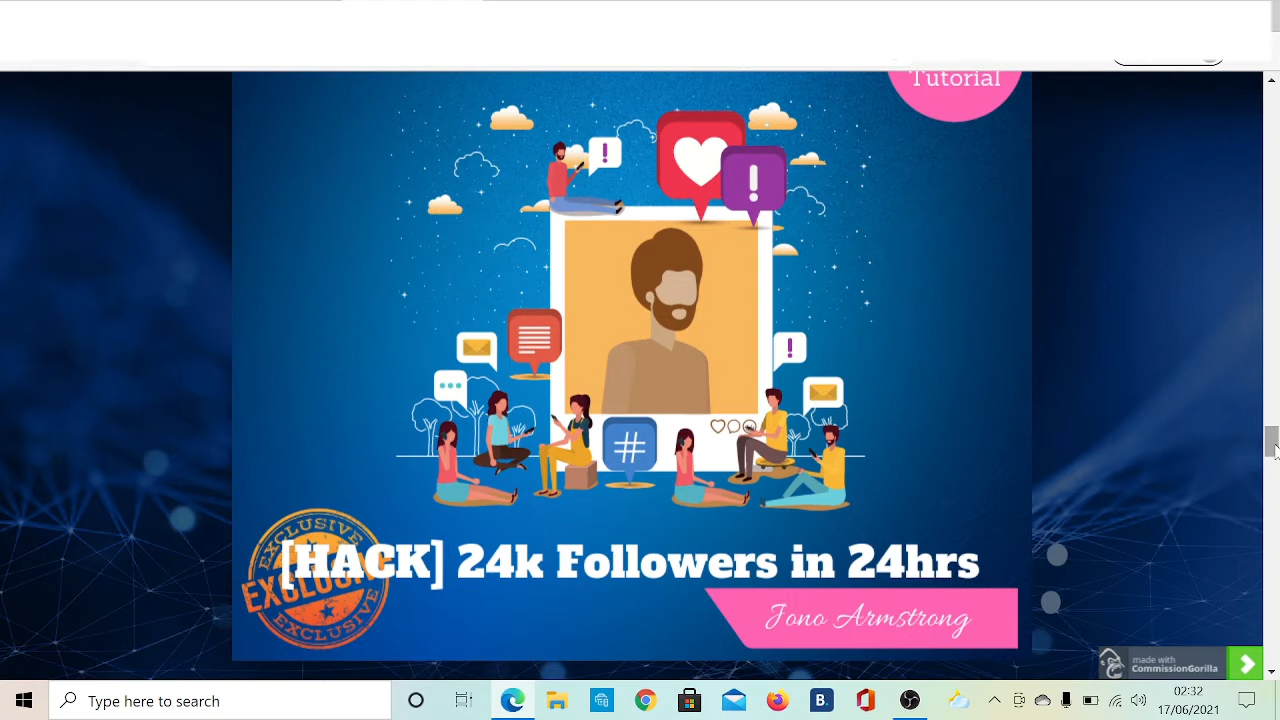 Tutorial
EXCLUSIVE
EXCLUSIVE
EXCLUSIVE
[HACK] 24k Followers in 24hrs
Jono Armstrong
made with
CommissionGorilla
Type here to search
B.
02:32
17/06/2021